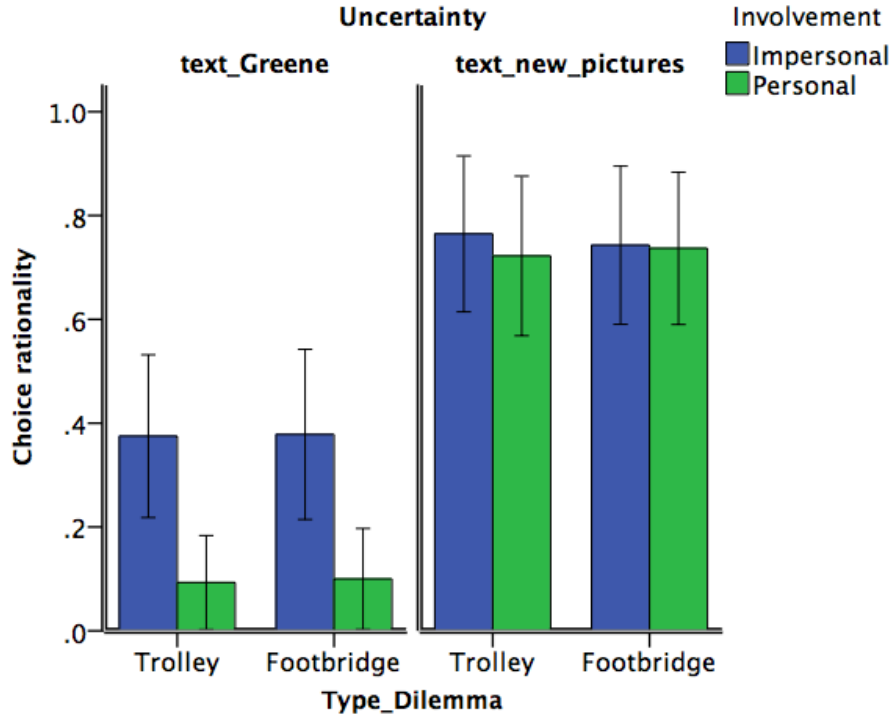 Uncertainty
text_Greene
text_new_pictures
Involvement
Impersonal
Personal
Choice rationality
1.0
.8
.6
.4
.2
.0
Trolley
Footbridge
Trolley
Footbridge
Type_Dilemma